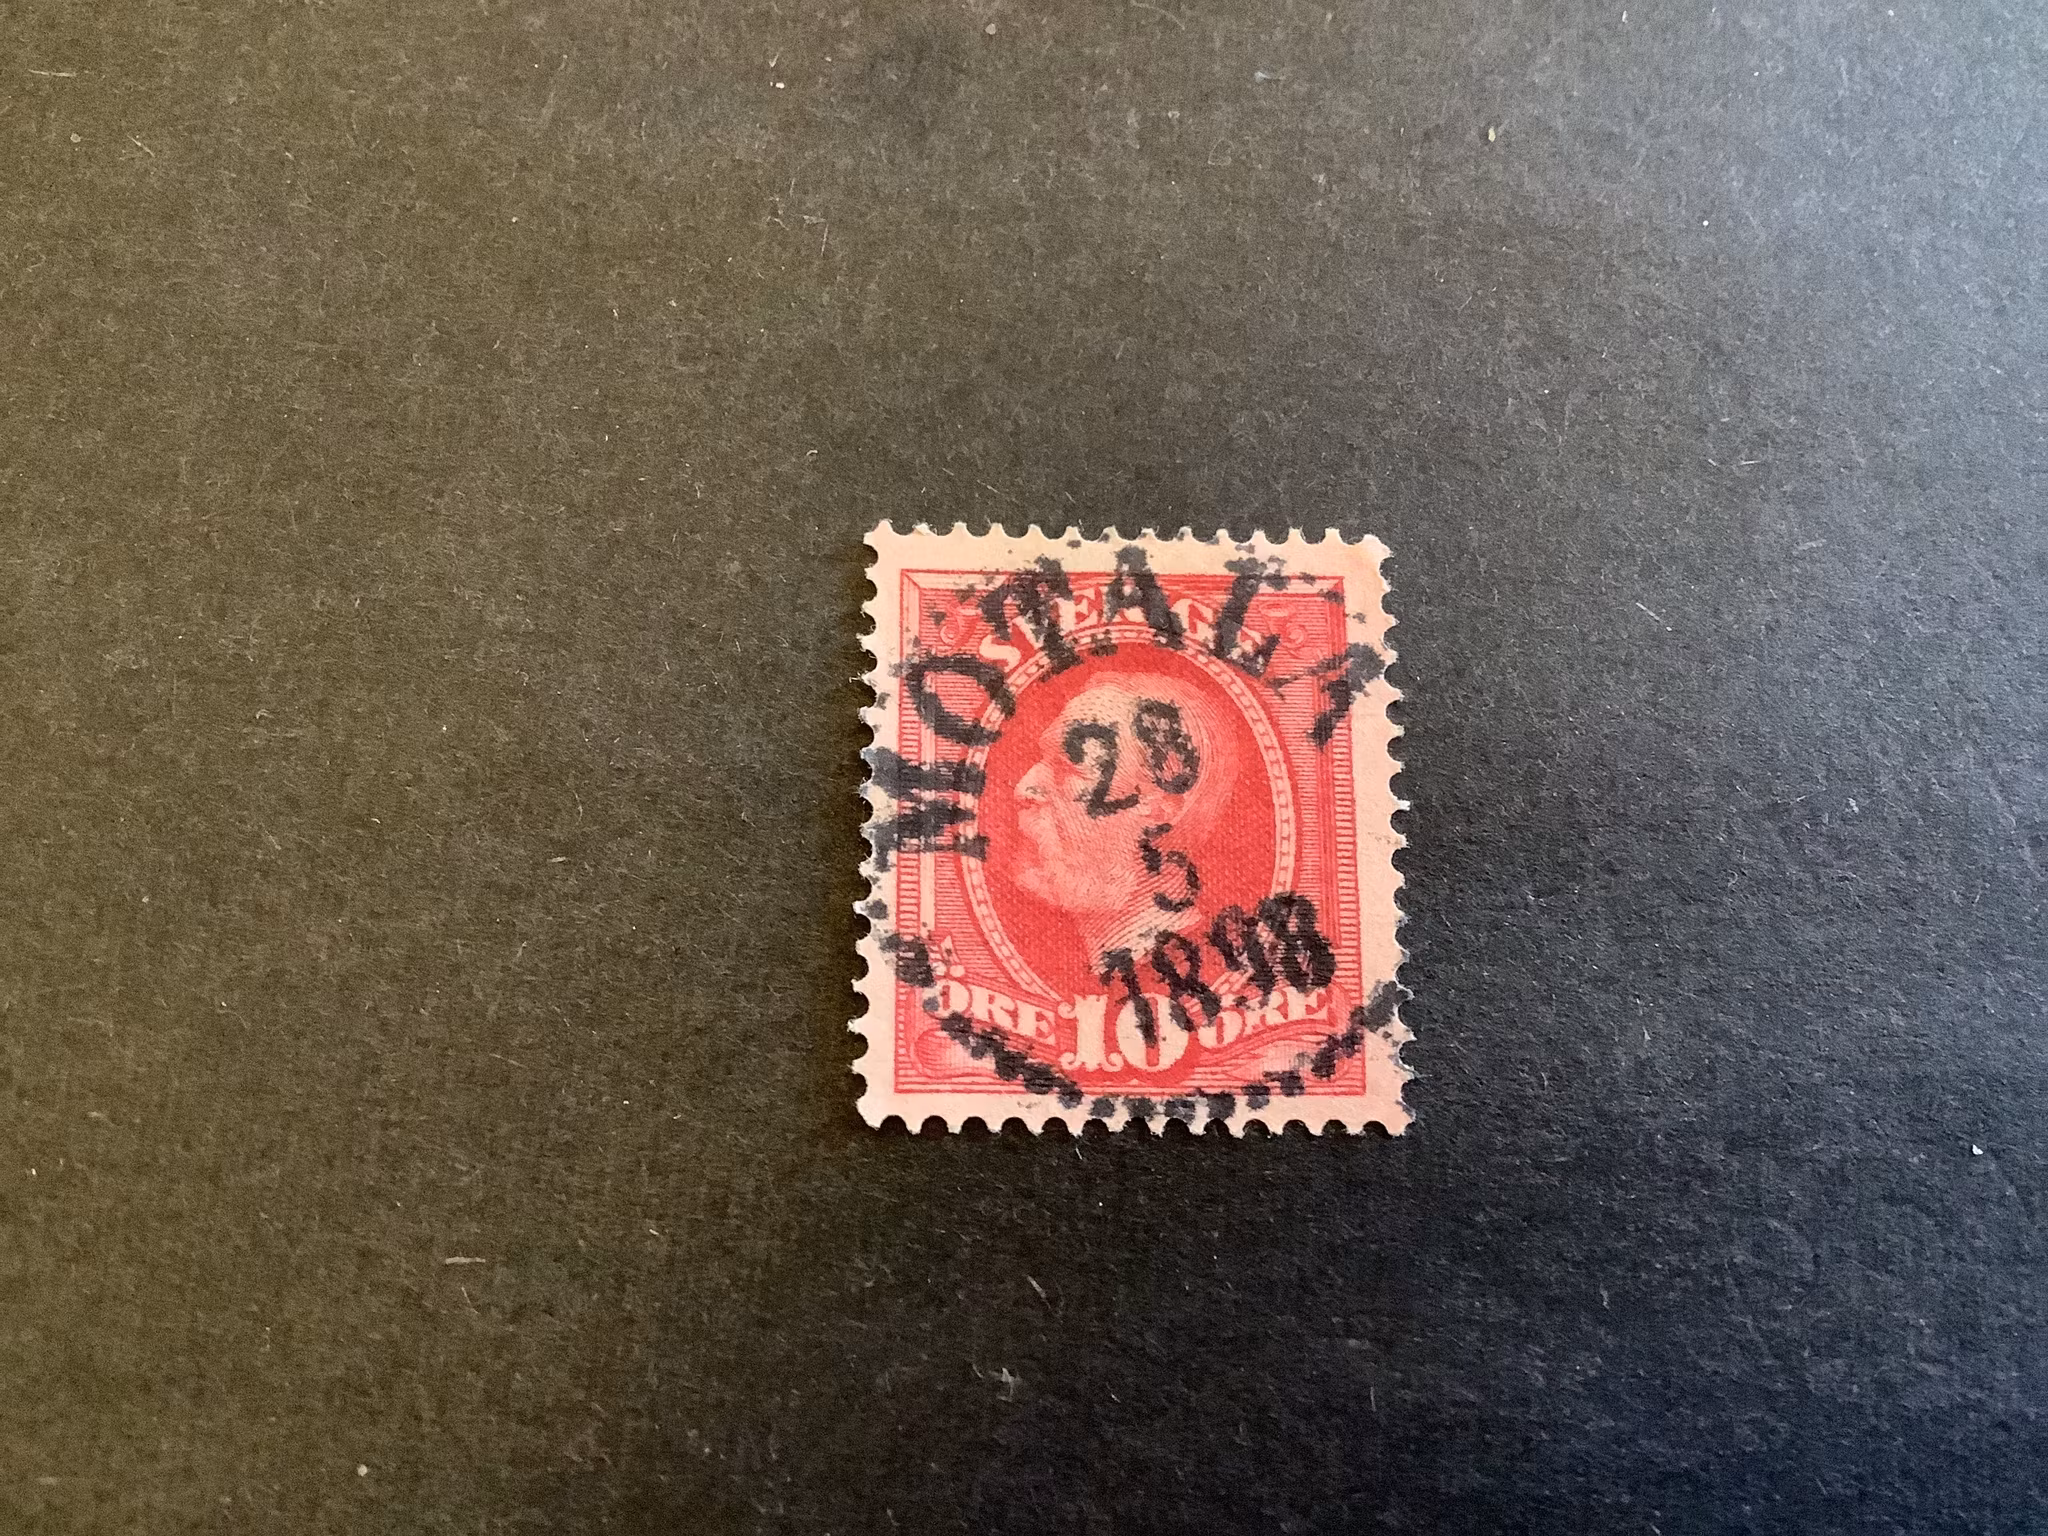 MOTALA
SVERIGE
28
5
1898
ÖRE 10 ÖRE